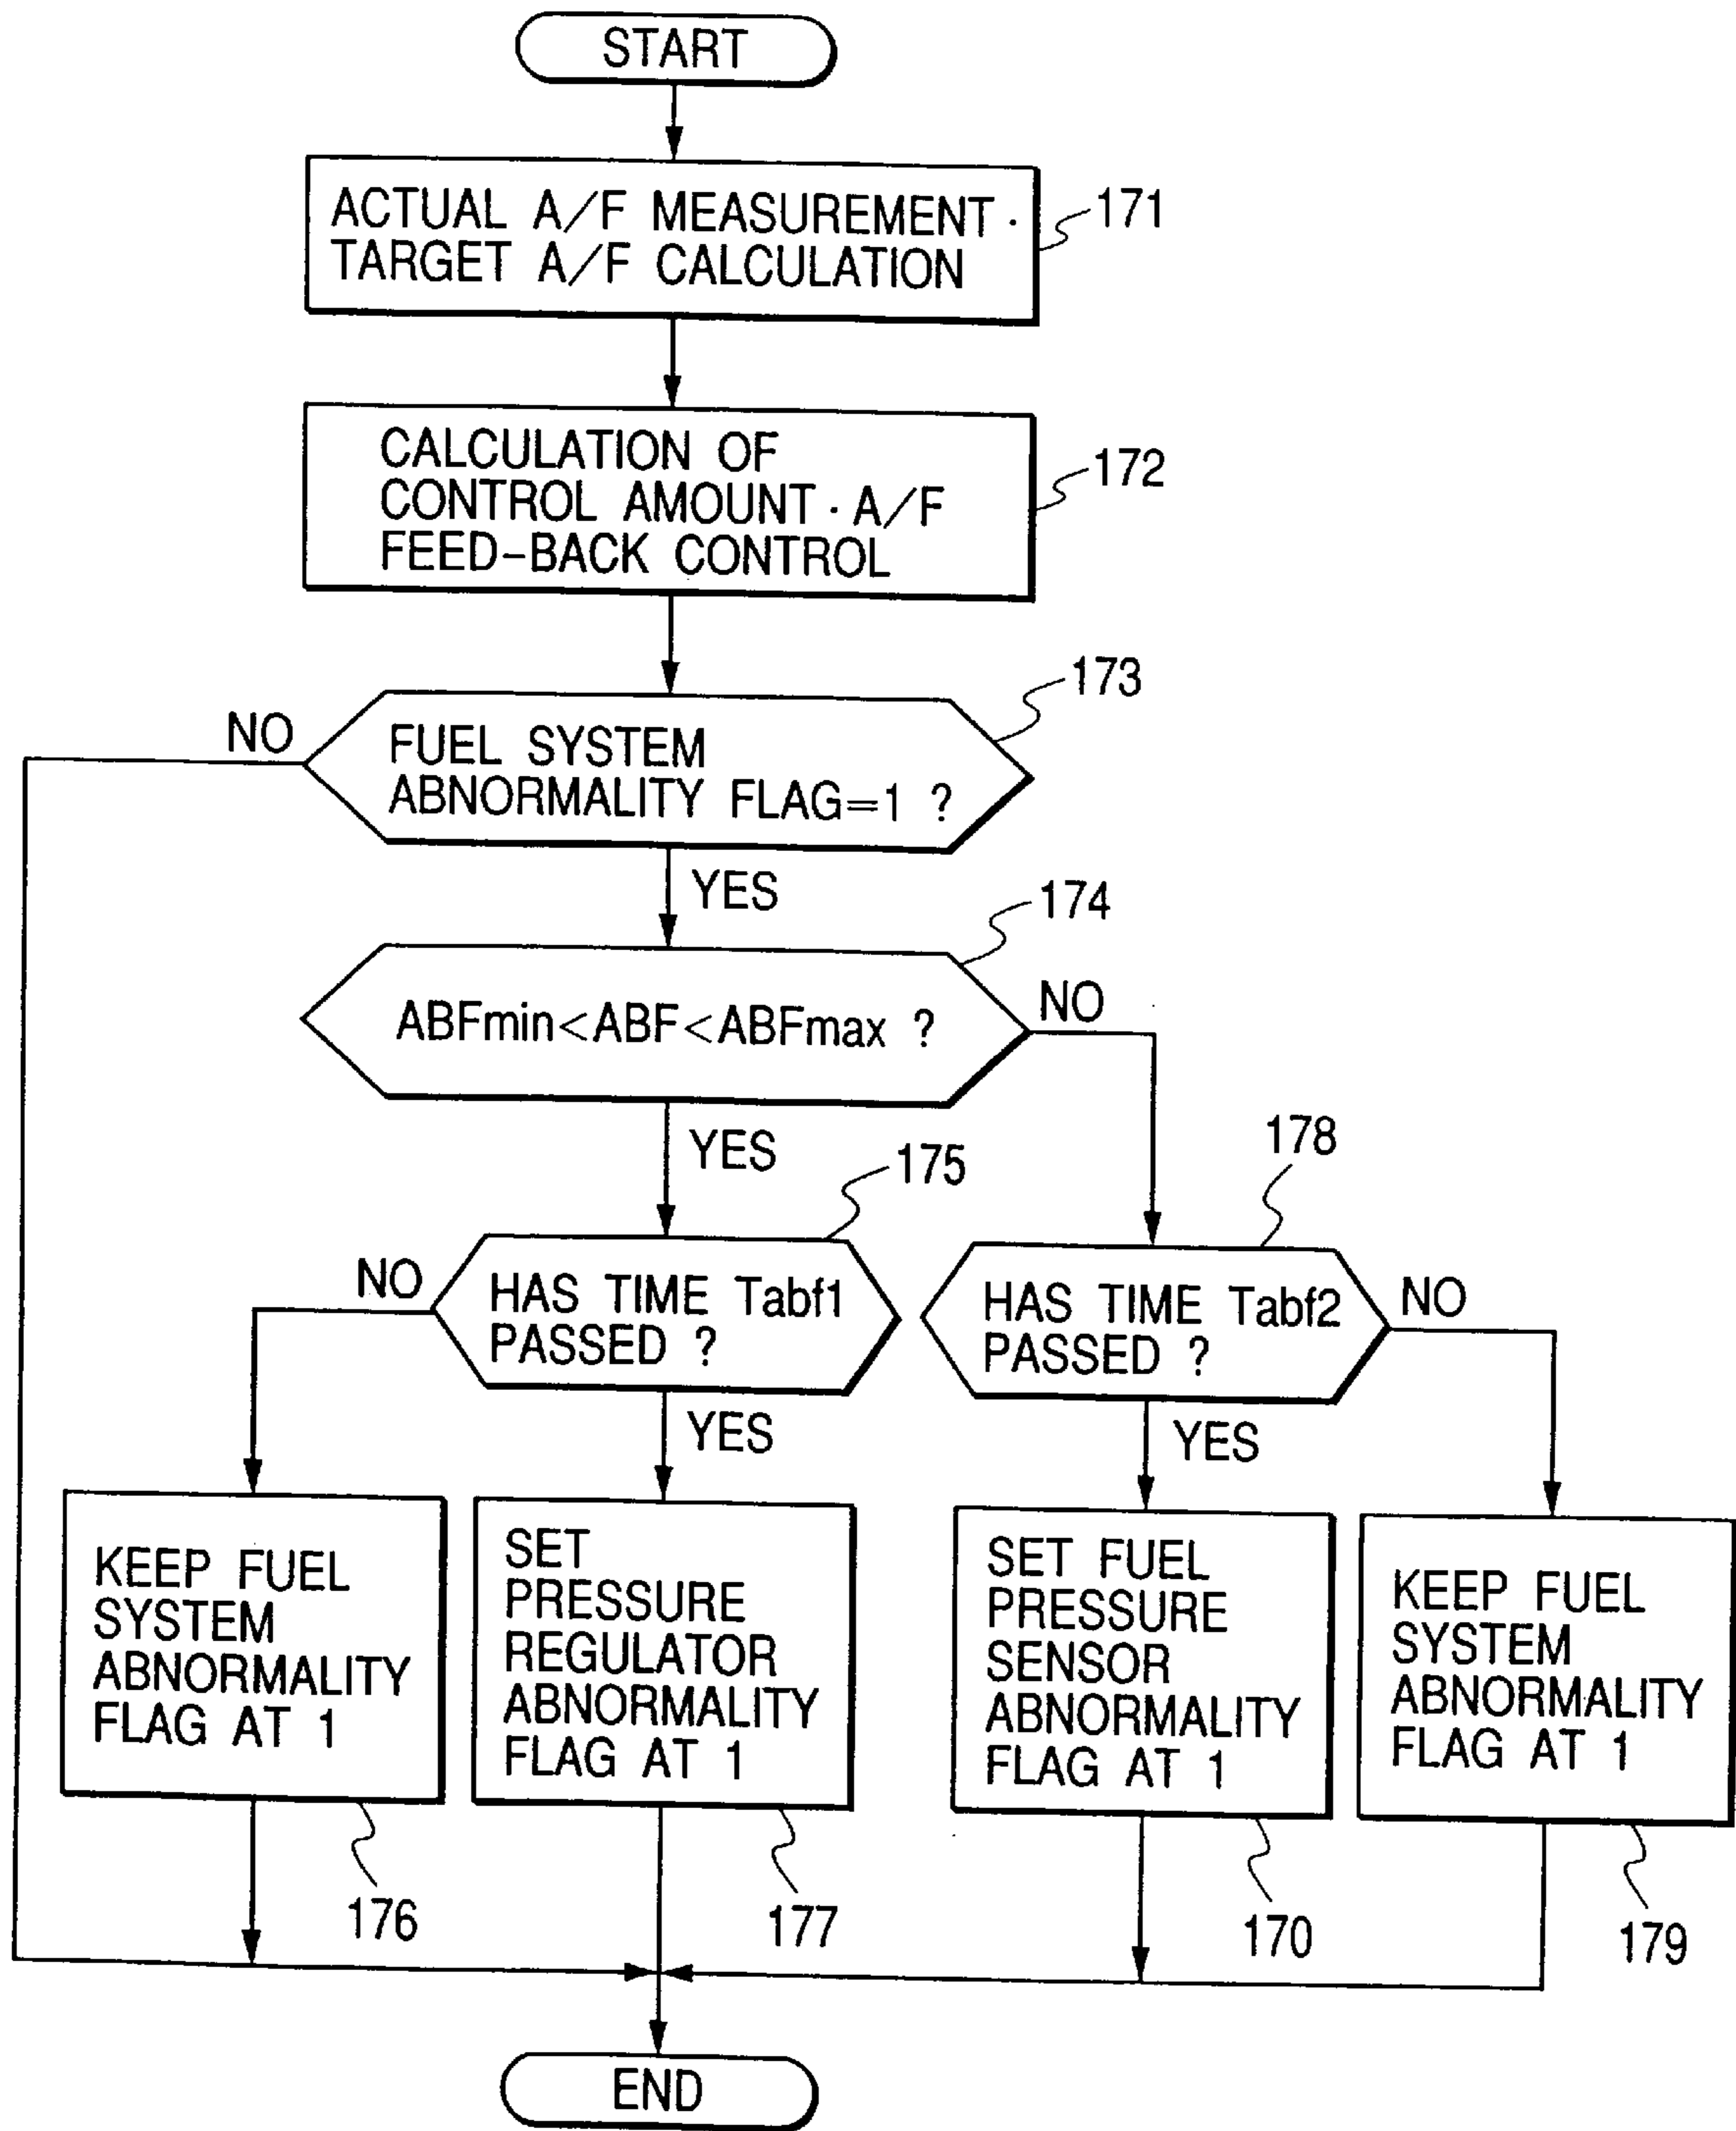 START
ACTUAL A/F MEASUREMENT ·
TARGET A/F CALCULATION
171
CALCULATION OF
CONTROL AMOUNT · A/F
FEED-BACK CONTROL
172
173
NO
FUEL SYSTEM
ABNORMALITY FLAG=1 ?
YES
174
ABFmin<ABF<ABFmax ?
NO
YES
175
178
NO
HAS TIME Tabf1
PASSED ?
HAS TIME Tabf2
PASSED ?
NO
YES
YES
KEEP FUEL
SYSTEM
ABNORMALITY
FLAG AT 1
SET
PRESSURE
REGULATOR
ABNORMALITY
FLAG AT 1
SET FUEL
PRESSURE
SENSOR
ABNORMALITY
FLAG AT 1
KEEP FUEL
SYSTEM
ABNORMALITY
FLAG AT 1
176
177
170
179
END